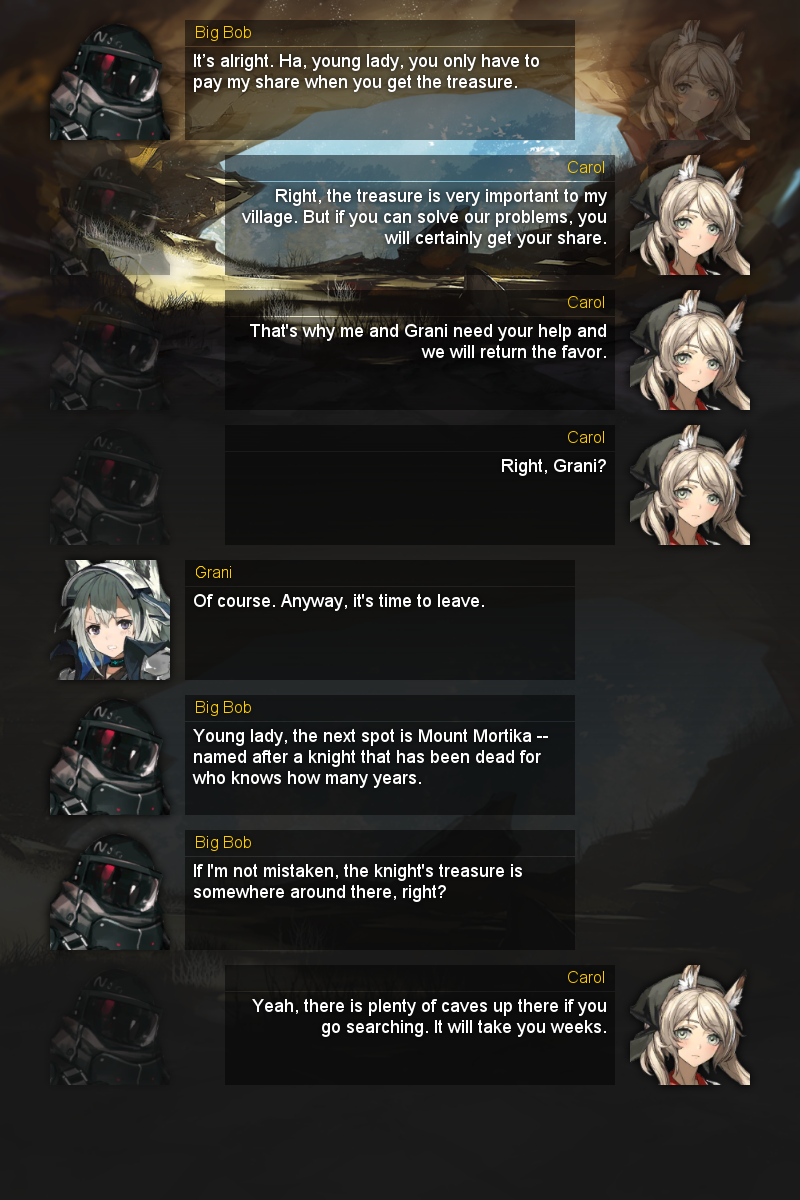 Big Bob
It's alright. Ha, young lady, you only have to
pay my share when you get the treasure.
Carol
Right, the treasure is very important to my
village. But if you can solve our problems, you
will certainly get your share.
Carol
That's why me and Grani need your help and
we will return the favor.
Carol
Right, Grani?
Grani
Of course. Anyway, it's time to leave.
Big Bob
Young lady, the next spot is Mount Mortika --
named after a knight that has been dead for
who knows how many years.
Big Bob
If I'm not mistaken, the knight's treasure is
somewhere around there, right?
Carol
Yeah, there is plenty of caves up there if you
go searching. It will take you weeks.